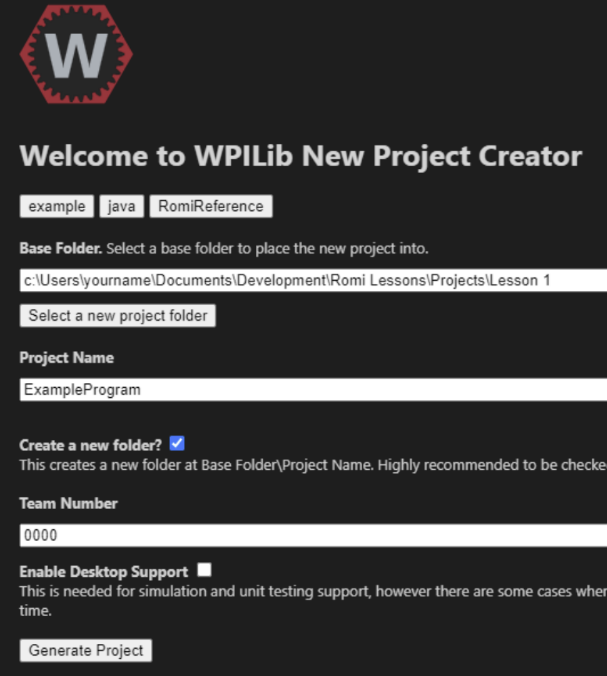 W
Welcome to WPILib New Project Creator
example java RomiReference
Base Folder. Select a base folder to place the new project into.
c:\Users\yourname\Documents\Development\Romi Lessons\Projects\Lesson 1
Select a new project folder
Project Name
ExampleProgram
Create a new folder?
This creates a new folder at Base Folder\Project Name. Highly recommended to be checke
Team Number
0000
Enable Desktop Support
This is needed for simulation and unit testing support, however there are some cases wher
time.
Generate Project